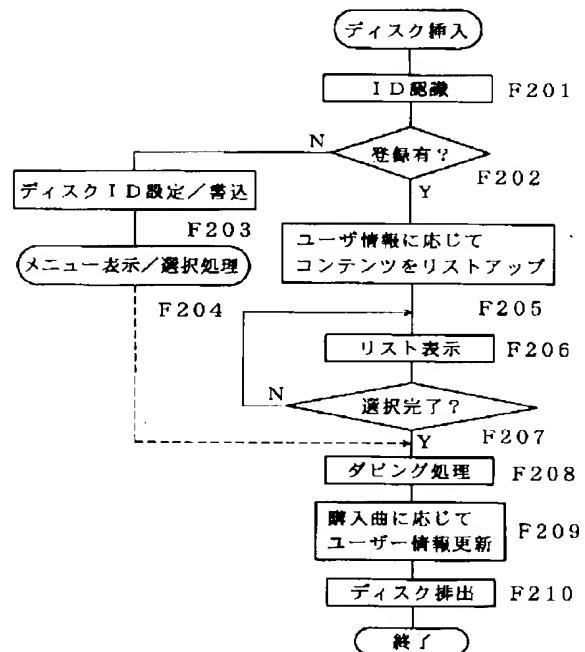 ディスク挿入
ID認識
F201
N
登録有?
F202
Y
ディスクID設定/書込
F203
メニュー表示/選択処理
F204
ユーザ情報に応じて
コンテンツをリストアップ
F205
リスト表示
F206
N
選択完了?
F207
Y
ダビング処理
F208
購入曲に応じて
ユーザー情報更新
F209
ディスク排出
F210
終了